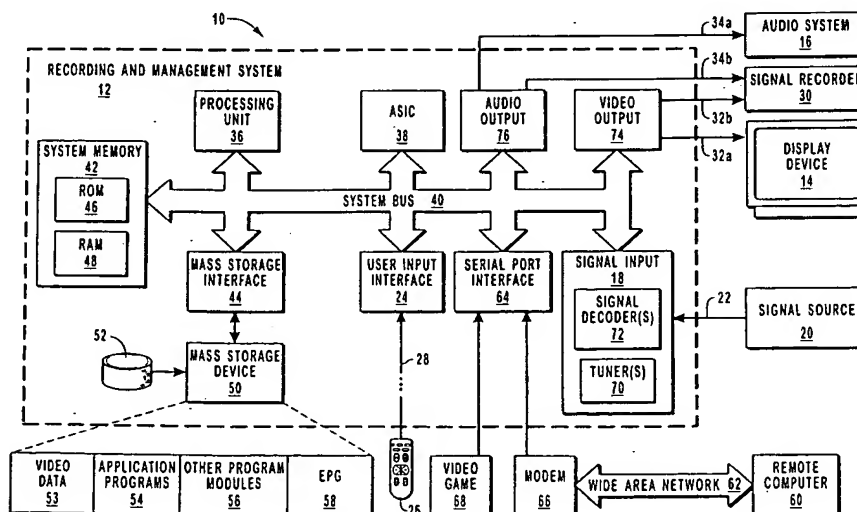 10
34a
AUDIO SYSTEM
16
34b
RECORDING AND MANAGEMENT SYSTEM
12
SIGNAL RECORDER
30
PROCESSING UNIT
36
ASIC
38
AUDIO OUTPUT
76
VIDEO OUTPUT
74
32b
32a
SYSTEM MEMORY
42
ROM
46
RAM
48
DISPLAY DEVICE
14
SYSTEM BUS 40
MASS STORAGE INTERFACE
44
USER INPUT INTERFACE
24
SERIAL PORT INTERFACE
64
SIGNAL INPUT
18
SIGNAL DECODER(S)
72
TUNER(S)
70
22
SIGNAL SOURCE
20
52
MASS STORAGE DEVICE
50
28
VIDEO DATA
53
APPLICATION PROGRAMS
54
OTHER PROGRAM MODULES
56
EPG
58
26
VIDEO GAME
68
MODEM
66
WIDE AREA NETWORK 62
REMOTE COMPUTER
60